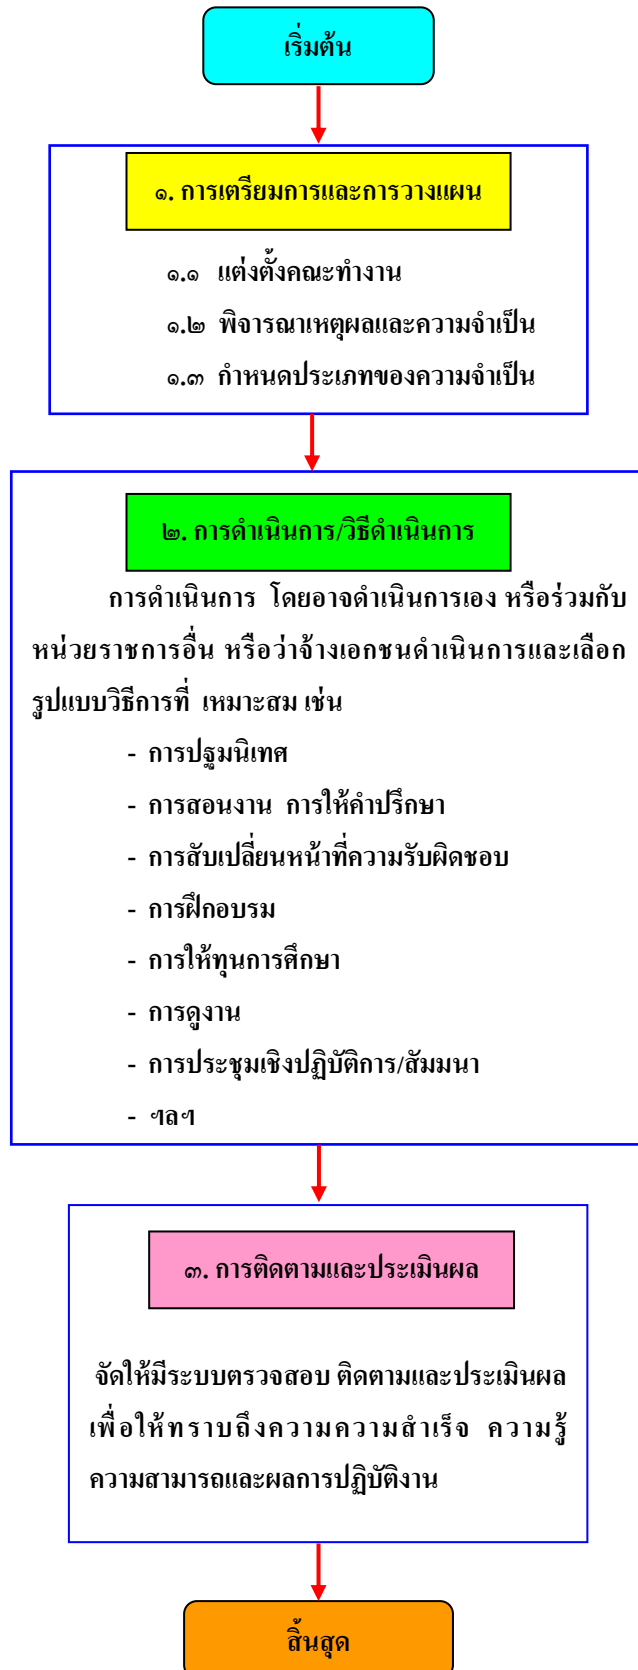 เริ่มต้น
๑. การเตรียมการและการวางแผน
๑.๑ แต่งตั้งคณะทำงาน
๑.๒ พิจารณาเหตุผลและความจำเป็น
๑.๓ กำหนดประเภทของความจำเป็น
๒. การดำเนินการ/วิธีดำเนินการ
การดำเนินการ โดยอาจดำเนินการเอง หรือร่วมกับ
หน่วยราชการอื่น หรือว่าจ้างเอกชนดำเนินการและเลือก
รูปแบบวิธีการที่ เหมาะสม เช่น
- การปฐมนิเทศ
- การสอนงาน การให้คำปรึกษา
- การสับเปลี่ยนหน้าที่ความรับผิดชอบ
- การฝึกอบรม
- การให้ทุนการศึกษา
- การดูงาน
- การประชุมเชิงปฏิบัติการ/สัมมนา
- ฯลฯ
๓. การติดตามและประเมินผล
จัดให้มีระบบตรวจสอบ ติดตามและประเมินผล
เพื่อให้ทราบถึงความความสำเร็จ ความรู้
ความสามารถและผลการปฏิบัติงาน
สิ้นสุด